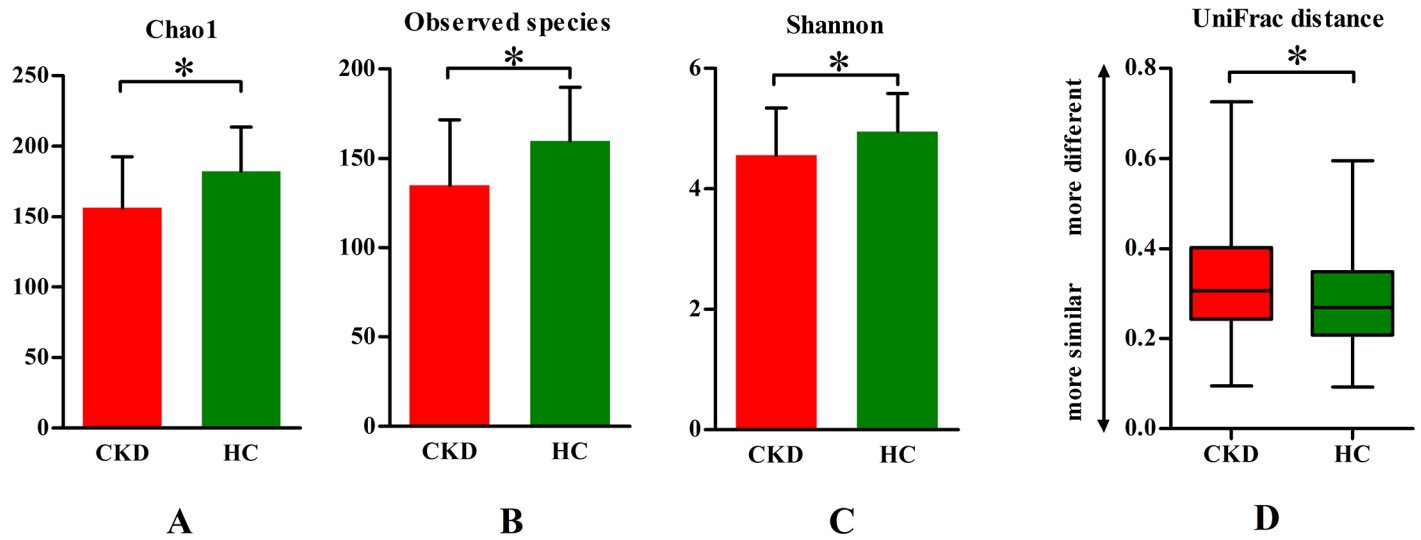 Chao1
*
250
200
150
100
50
0
CKD
HC
A
Observed species
*
200
150
100
50
0
CKD
HC
B
Shannon
*
6
4
2
0
CKD
HC
C
UniFrac distance
*
more different
more similar
0.8
0.6
0.4
0.2
0.0
CKD
HC
D